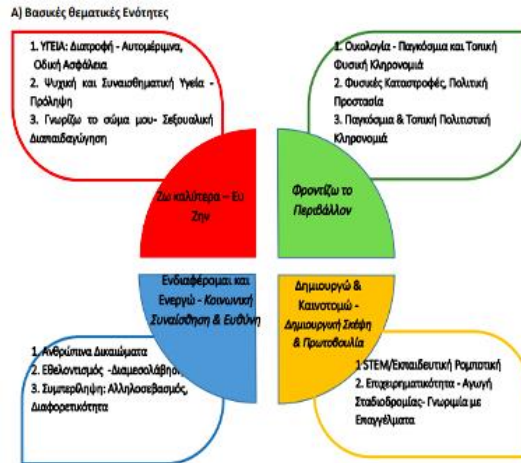 Α) Βασικές θεματικές Ενότητες
1. ΥΓΕΙΑ: Διατροφή - Αυτομέριμνα,
Οδική Ασφάλεια
2. Ψυχική και Συναισθηματική Υγεία -
Πρόληψη
3. Γνωρίζω το σώμα μου- Σεξουαλική
Διαπαιδαγώγηση
1. Οικολογία - Παγκόσμια και Τοπική
Φυσική Κληρονομιά
2. Φυσικές Καταστροφές, Πολιτική
Προστασία
3. Παγκόσμια & Τοπική Πολιτιστική
Κληρονομιά
Ζω καλύτερα – Ευ
Ζην
Φροντίζω το
Περιβάλλον
Ενδιαφέρομαι και
Ενεργώ - Κοινωνική
Συναίσθηση & Ευθύνη
Δημιουργώ &
Καινοτομώ -
Δημιουργική Σκέψη
& Πρωτοβουλία
1. Ανθρώπινα Δικαιώματα
2. Εθελοντισμός -Διαμεσολάβηση
3. Συμπερίληψη: Αλληλοσεβασμός,
Διαφορετικότητα
1 STEM/Εκπαιδευτική Ρομποτική
2. Επιχειρηματικότητα - Αγωγή
Σταδιοδρομίας- Γνωριμία με
Επαγγέλματα